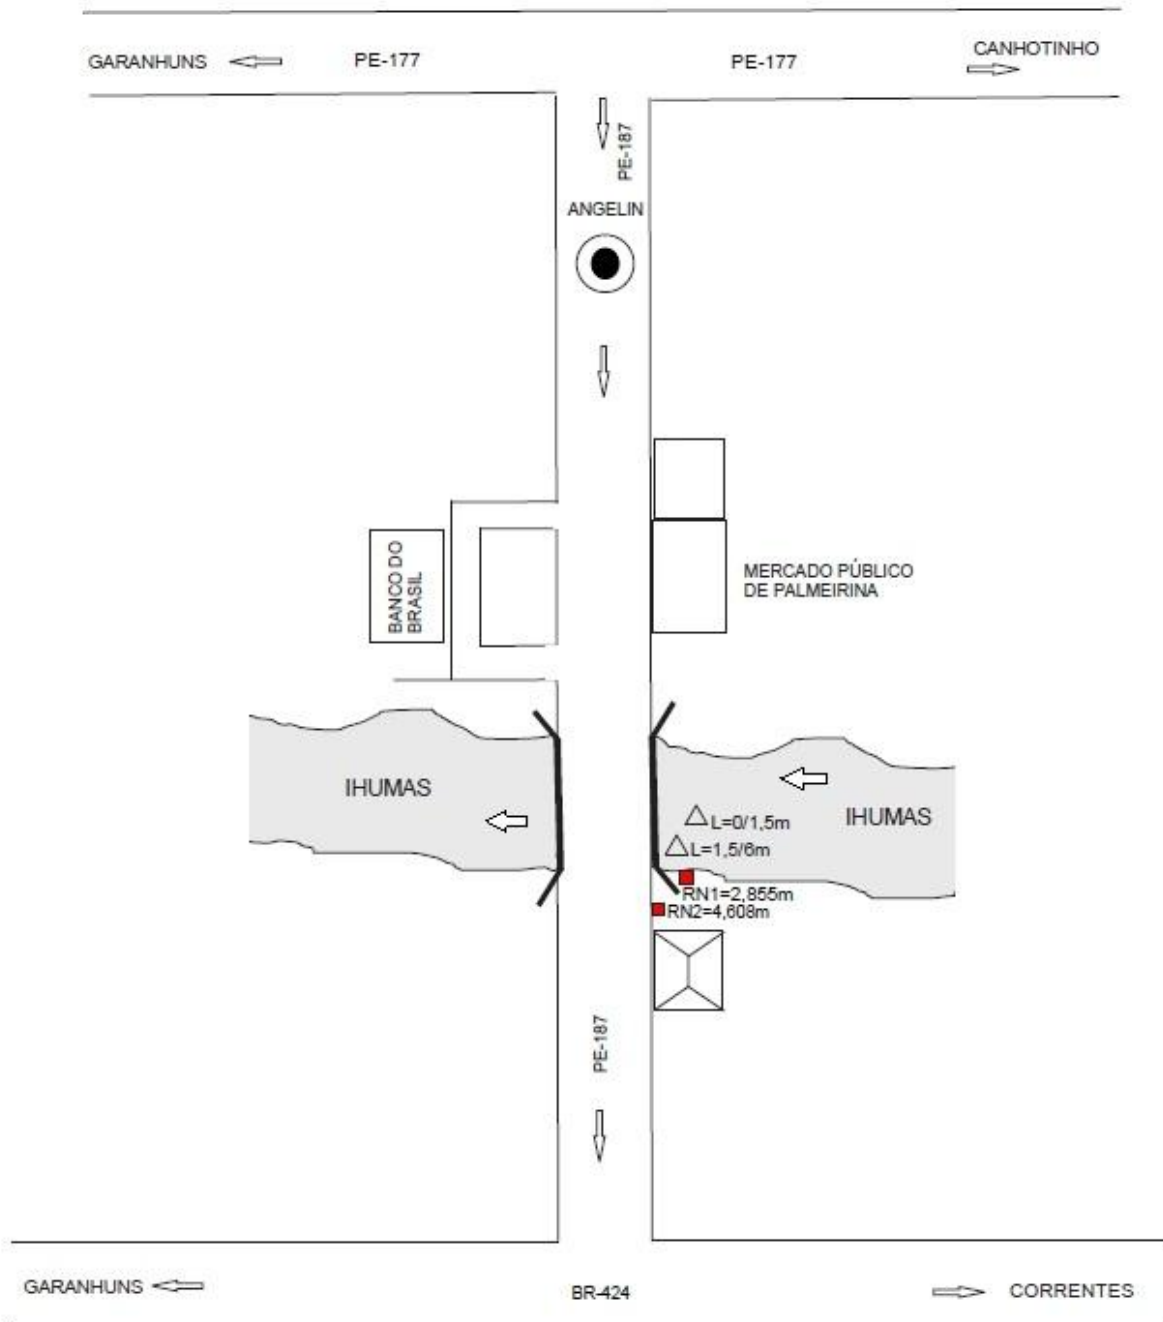 GARANHUNS
PE-177
PE-177
CANHOTINHO
PE-187
ANGELIN
BANCO DO
BRASIL
MERCADO PÚBLICO
DE PALMEIRINA
IHUMAS
IHUMAS
L=0/1,5m
L=1,5/6m
RN1=2,855m
RN2=4,608m
PE-187
GARANHUNS
BR-424
CORRENTES